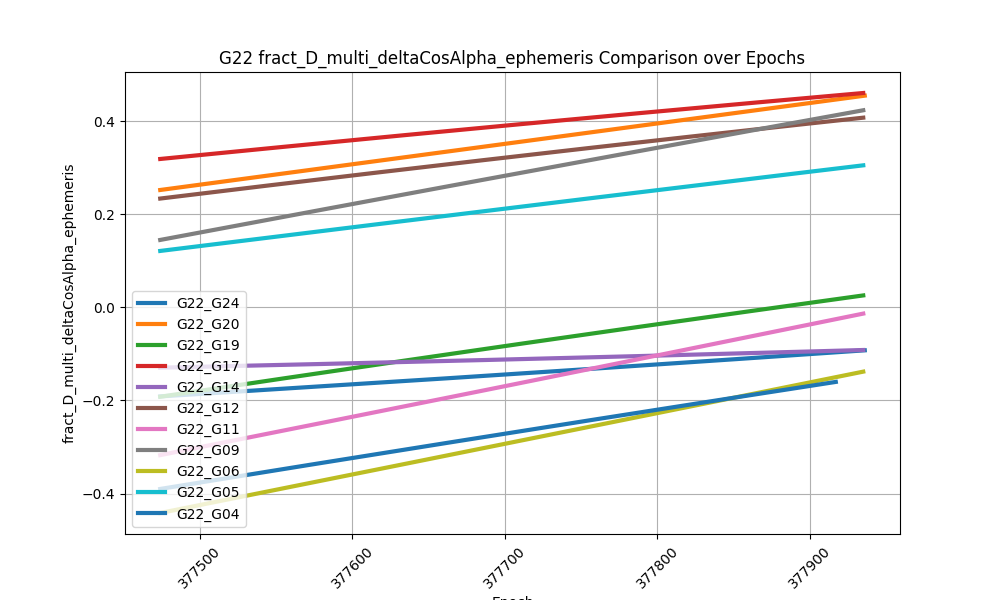 G22 fract_D_multi_deltaCosAlpha_ephemeris Comparison over Epochs
fract_D_multi_deltaCosAlpha_ephemeris
0.4
0.2
0.0
−0.2
−0.4
G22_G24
G22_G20
G22_G19
G22_G17
G22_G14
G22_G12
G22_G11
G22_G09
G22_G06
G22_G05
G22_G04
377500
377600
377700
377800
377900
Epoch